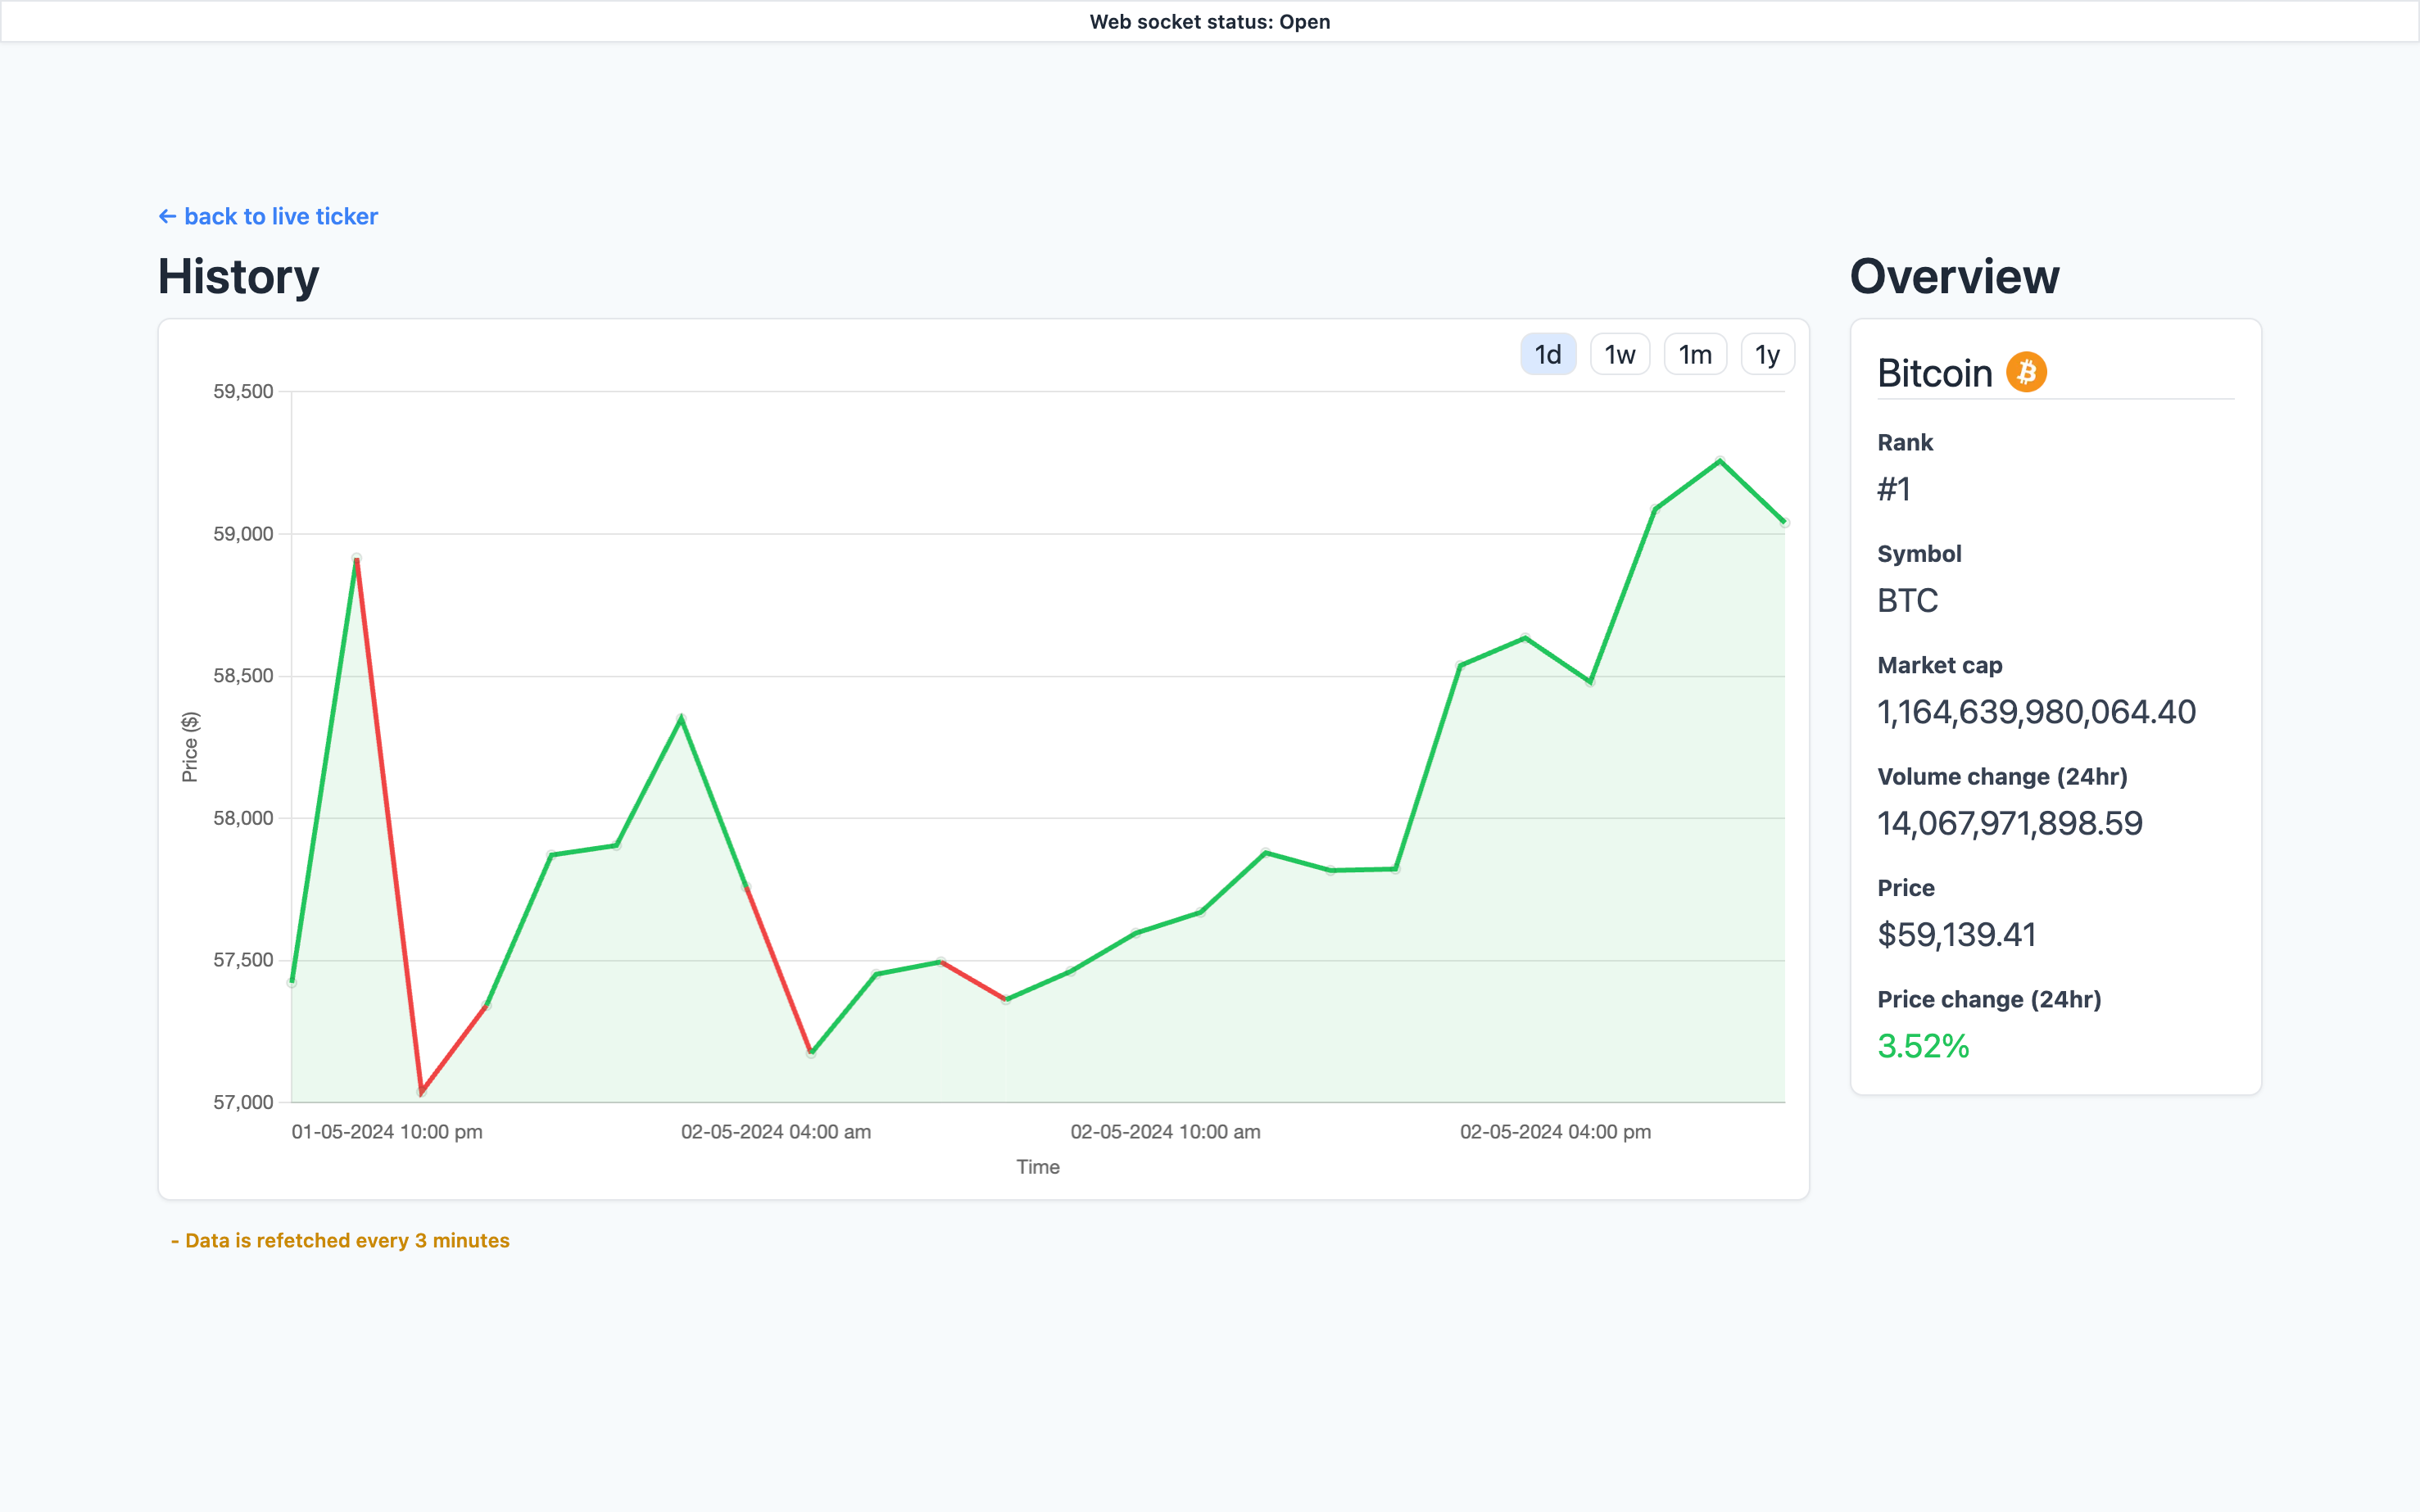 Web socket status: Open
← back to live ticker
History
1d 1w 1m 1y
59,500
59,000
58,500
58,000
57,500
57,000
Price ($)
01-05-2024 10:00 pm 02-05-2024 04:00 am 02-05-2024 10:00 am 02-05-2024 04:00 pm
Time
- Data is refetched every 3 minutes
Overview
Bitcoin
Rank
#1
Symbol
BTC
Market cap
1,164,639,980,064.40
Volume change (24hr)
14,067,971,898.59
Price
$59,139.41
Price change (24hr)
3.52%